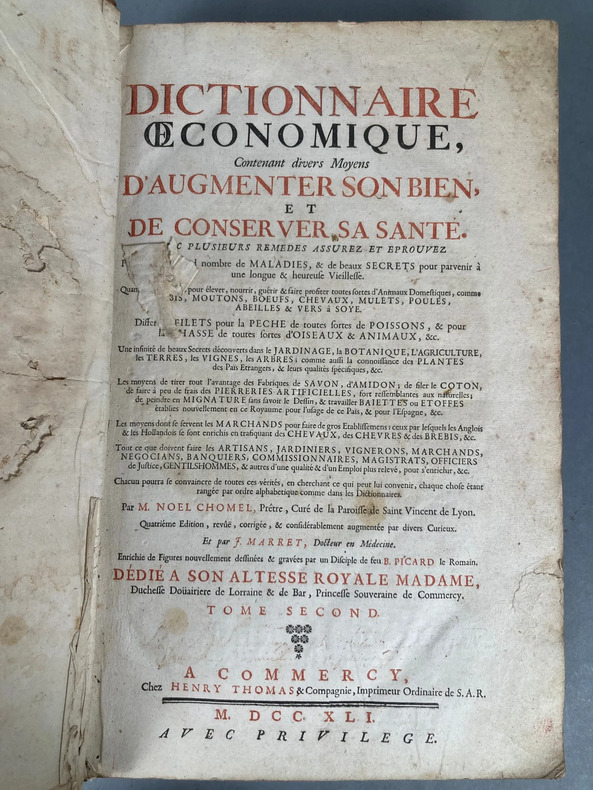 DICTIONNAIRE
ŒCONOMIQUE,
Contenant divers Moyens
D'AUGMENTER SON BIEN,
ET
DE CONSERVER SA SANTÉ.
C PLUSIEURS REMEDES ASSUREZ ET EPROUVEZ
nombre de MALADIES, & de beaux SECRETS pour parvenir à
une longue & heureuse Vieillesse.
Quan pour élever, nourrir, guérir & faire profiter toutes sortes d'Animaux Domestiques, comme
BIS, MOUTONS, BOEUFS, CHEVAUX, MULETS, POULES,
ABEILLES & VERS à SOYE.
Differ FILETS pour la PECHE de toutes sortes de POISSONS, & pour
HASSE de toutes sortes d'OISEAUX & ANIMAUX, &c.
Une infinité de beaux Secrets découverts dans le JARDINAGE, la BOTANIQUE, L'AGRICULTURE,
les TERRES, les VIGNES, les ARBRES; comme aussi la connoissance des PLANTES
des Païs Etrangers, & leurs qualités spécifiques, &c.
Les moyens de tirer tout l'avantage des Fabriques de SAVON, d'AMIDON; de filer le COTON,
de faire à peu de frais des PIERRERIES ARTIFICIELLES, fort ressemblantes aux naturelles;
de peindre en MIGNATURE sans savoir le Dessin, & travailler BAIETTES ou ETOFFES
établies nouvellement en ce Royaume pour l'usage de ce Païs, & pour l'Espagne, &c.
Les moyens dont se servent les MARCHANDS pour faire de gros Etablissemens; ceux par lesquels les Anglois
& les Hollandois se sont enrichis en trafiquant des CHEVAUX, des CHEVRES & des BREBIS, &c.
Tout ce que doivent faire les ARTISANS, JARDINIERS, VIGNERONS, MARCHANDS,
NEGOCIANS, BANQUIERS, COMMISSIONNAIRES, MAGISTRATS, OFFICIERS
de Justice, GENTILSHOMMES, & autres d'une qualité & d'un Emploi plus relevé, pour s'enrichir, &c.
Chacun pourra se convaincre de toutes ces vérités, en cherchant ce qui peut lui convenir, chaque chose étant
rangée par ordre alphabetique comme dans les Dictionnaires.
Par M. NOEL CHOMEL, Prêtre, Curé de la Paroisse de Saint Vincent de Lyon.
Quatriéme Edition, revûë, corrigée, & considérablement augmentée par divers Curieux.
Et par J. MARRET, Docteur en Médecine.
Enrichie de Figures nouvellement dessinées & gravées par un Disciple de feu B. PICARD le Romain.
DÉDIÉ A SON ALTESSE ROYALE MADAME,
Duchesse Doüairiere de Lorraine & de Bar, Princesse Souveraine de Commercy.
TOME SECOND.
A COMMERCY,
Chez HENRY THOMAS & Compagnie, Imprimeur Ordinaire de S. A. R.
M. DCC. XLI.
AVEC PRIVILEGE.